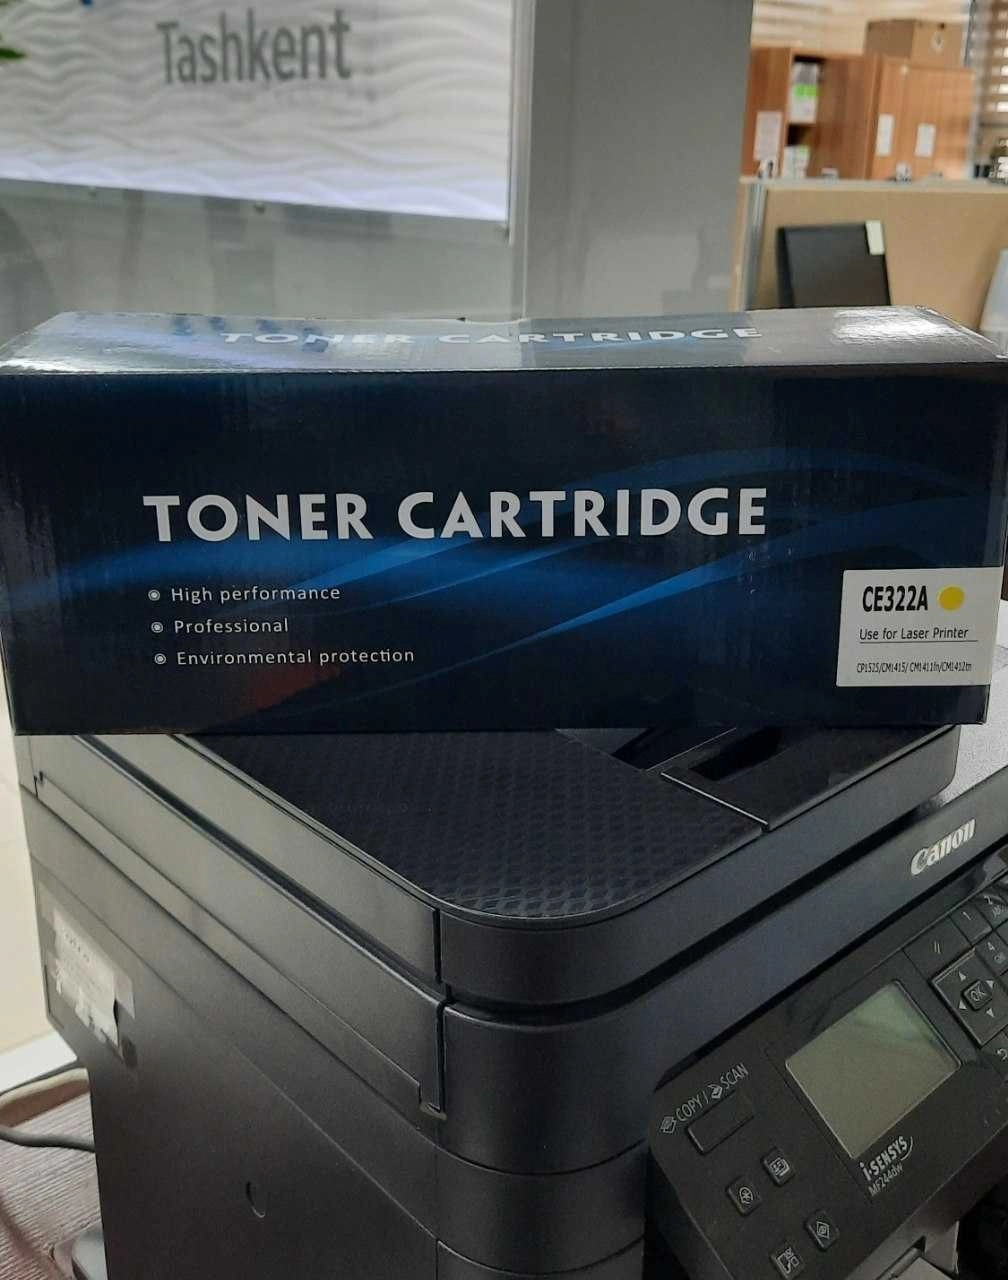 Tashkent
TONER CARTRIDGE
TONER CARTRIDGE
High performance
Professional
Environmental protection
CE322A
Use for Laser Printer
CP1525/CM1415/ CM1411fn/CM1412fn
Canon
COPY / SCAN
OK
i-SENSYS
MF244dw